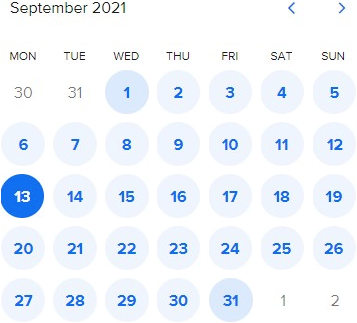 September 2021
MON TUE WED THU FRI SAT SUN
30 31 1 2 3 4 5
6 7 8 9 10 11 12
13 14 15 16 17 18 19
20 21 22 23 24 25 26
27 28 29 30 31 1 2